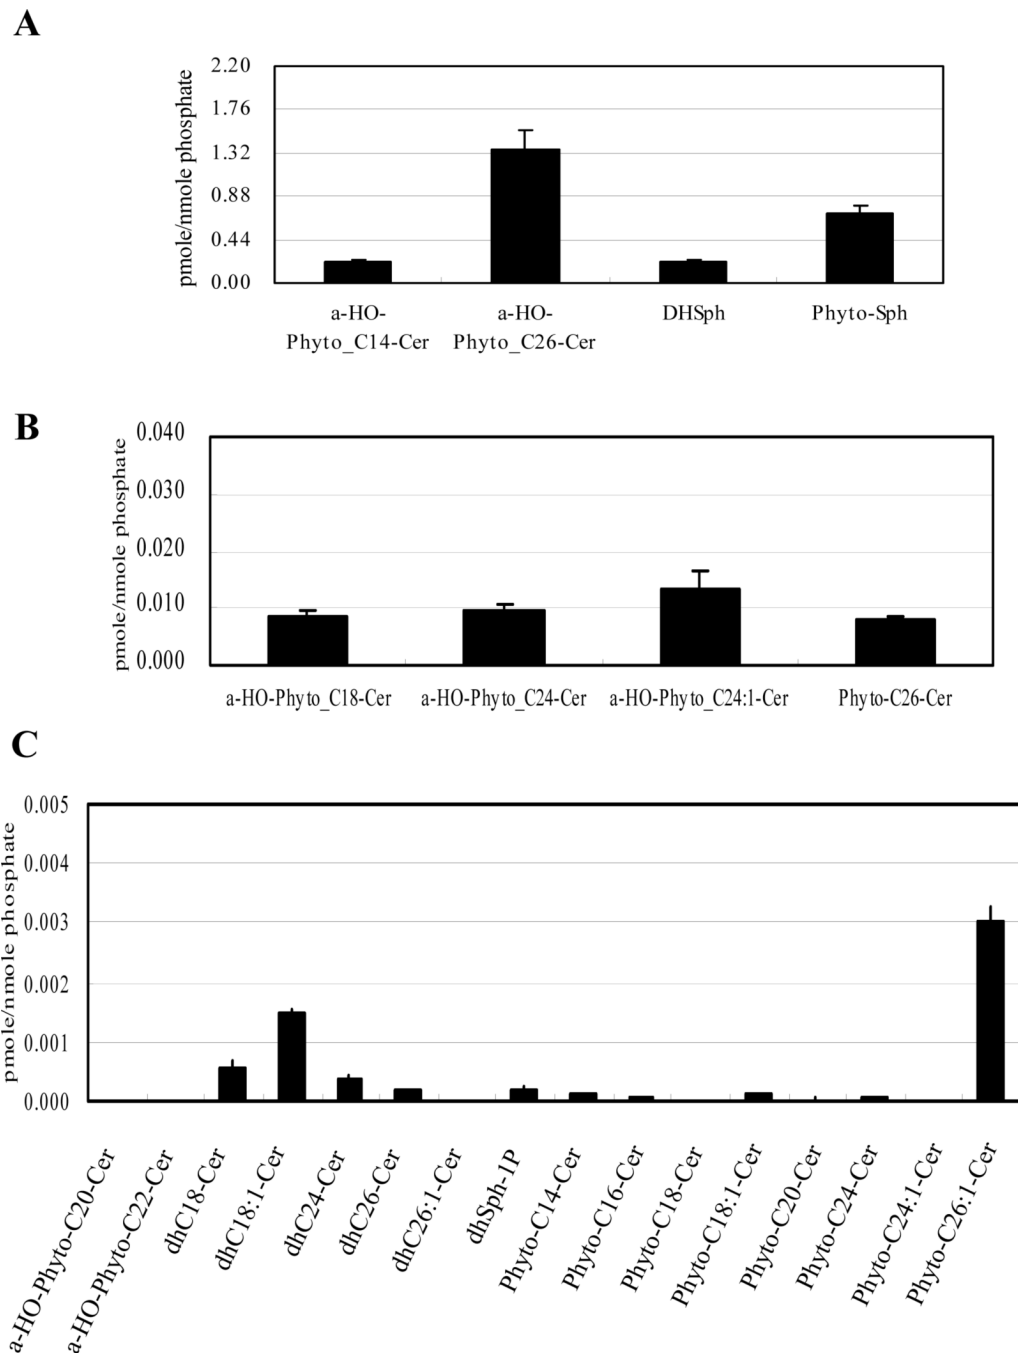 A
pmole/nmole phosphate
2.20
1.76
1.32
0.88
0.44
0.00
a-HO-
Phyto_C14-Cer
a-HO-
Phyto_C26-Cer
DHSph
Phyto-Sph
B
pmole/nmole phosphate
0.040
0.030
0.020
0.010
0.000
a-HO-Phyto_C18-Cer
a-HO-Phyto_C24-Cer
a-HO-Phyto_C24:1-Cer
Phyto-C26-Cer
C
pmole/nmole phosphate
0.005
0.004
0.003
0.002
0.001
0.000
a-HO-Phyto-C20-Cer
a-HO-Phyto-C22-Cer
dhC18-Cer
dhC18:1-Cer
dhC24-Cer
dhC26-Cer
dhC26:1-Cer
dhSph-1P
Phyto-C14-Cer
Phyto-C16-Cer
Phyto-C18-Cer
Phyto-C18:1-Cer
Phyto-C20-Cer
Phyto-C24-Cer
Phyto-C24:1-Cer
Phyto-C26:1-Cer